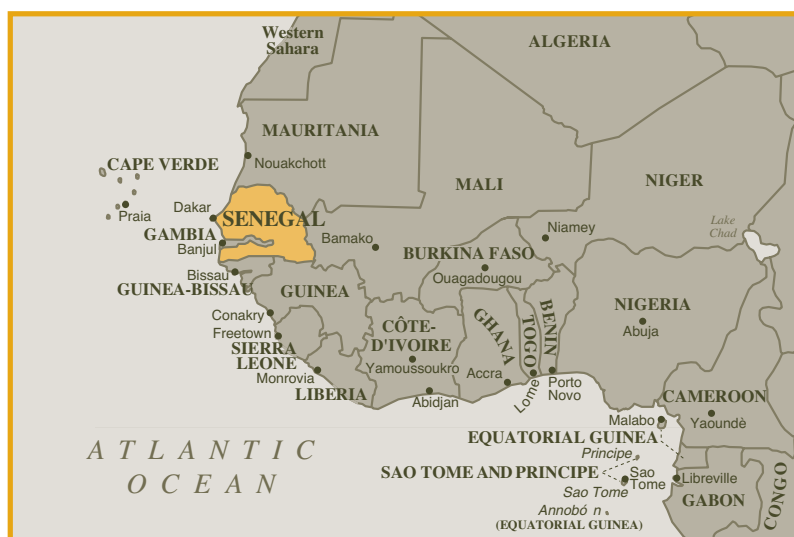 Western
Sahara
ALGERIA
MAURITANIA
CAPE VERDE
Nouakchott
MALI
NIGER
Praia
Dakar
SENEGAL
Lake
Chad
GAMBIA
Banjul
Bamako
Niamey
BURKINA FASO
Ouagadougou
Bissau
GUINEA-BISSAU
GUINEA
NIGERIA
Abuja
Conakry
Freetown
SIERRA
LEONE
Monrovia
LIBERIA
CÔTE-
D'IVOIRE
Yamoussoukro
Abidjan
GHANA
Accra
TOGO
Lome
BENIN
Porto
Novo
CAMEROON
Yaoundè
Malabo
EQUATORIAL GUINEA
Principe
SAO TOME AND PRINCIPE
Sao
Tome
Sao Tome
Libreville
GABON
CONGO
Annobó n
(EQUATORIAL GUINEA)
ATLANTIC
OCEAN